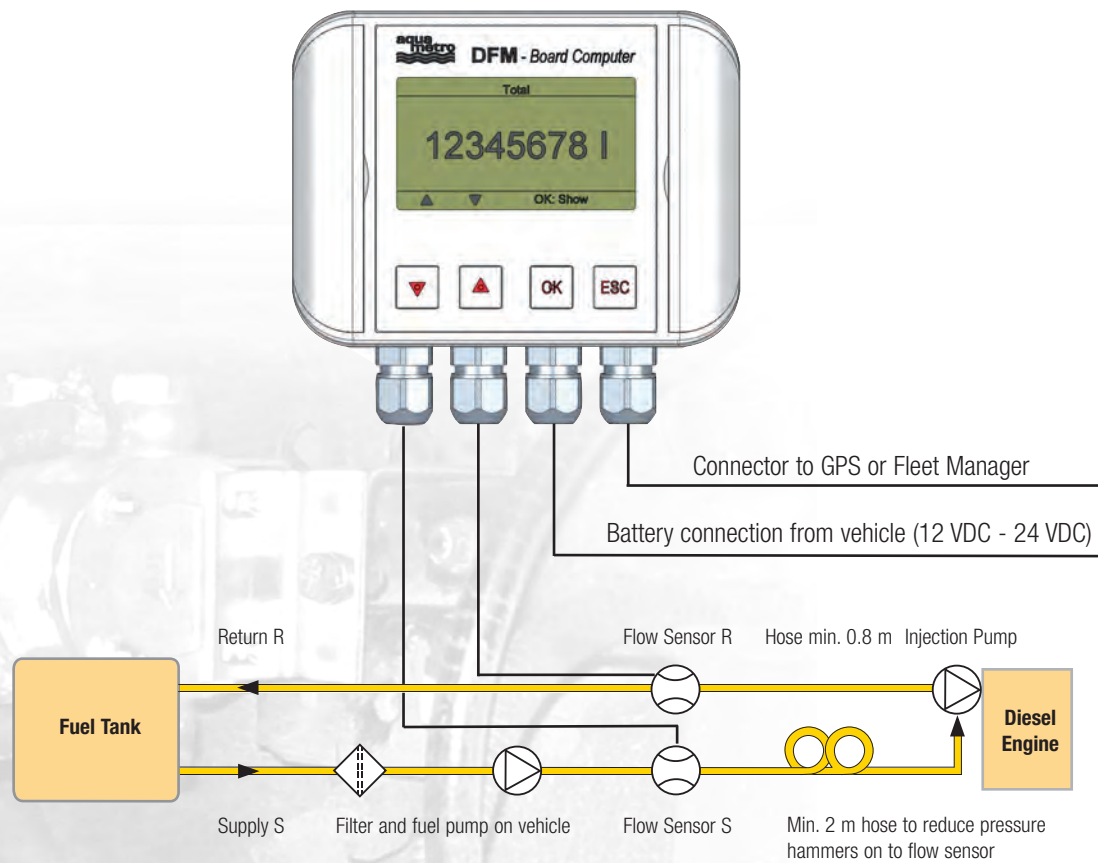 aqua
metro
DFM - Board Computer
Total
12345678 l
OK: Show
OK
ESC
Connector to GPS or Fleet Manager
Battery connection from vehicle (12 VDC - 24 VDC)
Return R
Flow Sensor R
Hose min. 0.8 m
Injection Pump
Fuel Tank
Diesel
Engine
Supply S
Filter and fuel pump on vehicle
Flow Sensor S
Min. 2 m hose to reduce pressure
hammers on to flow sensor